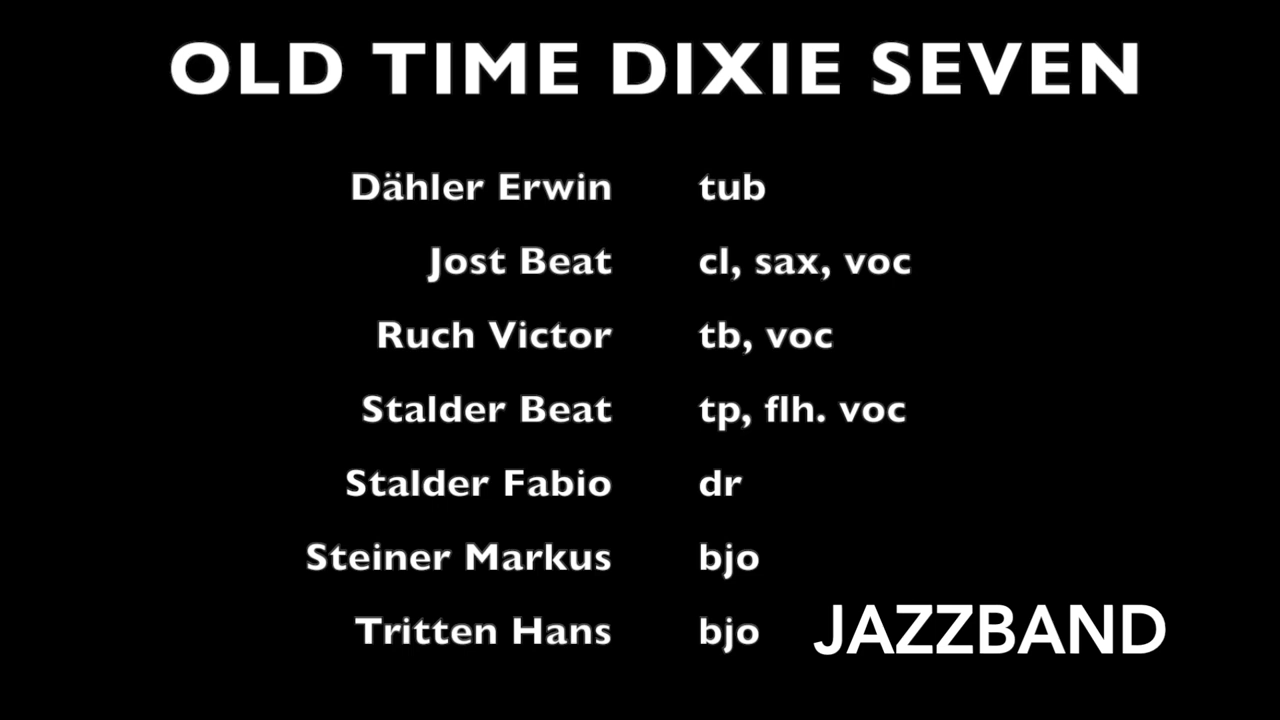 OLD TIME DIXIE SEVEN
Dähler Erwin tub
Jost Beat cl, sax, voc
Ruch Victor tb, voc
Stalder Beat tp, flh. voc
Stalder Fabio dr
Steiner Markus bjo
Tritten Hans bjo
JAZZBAND